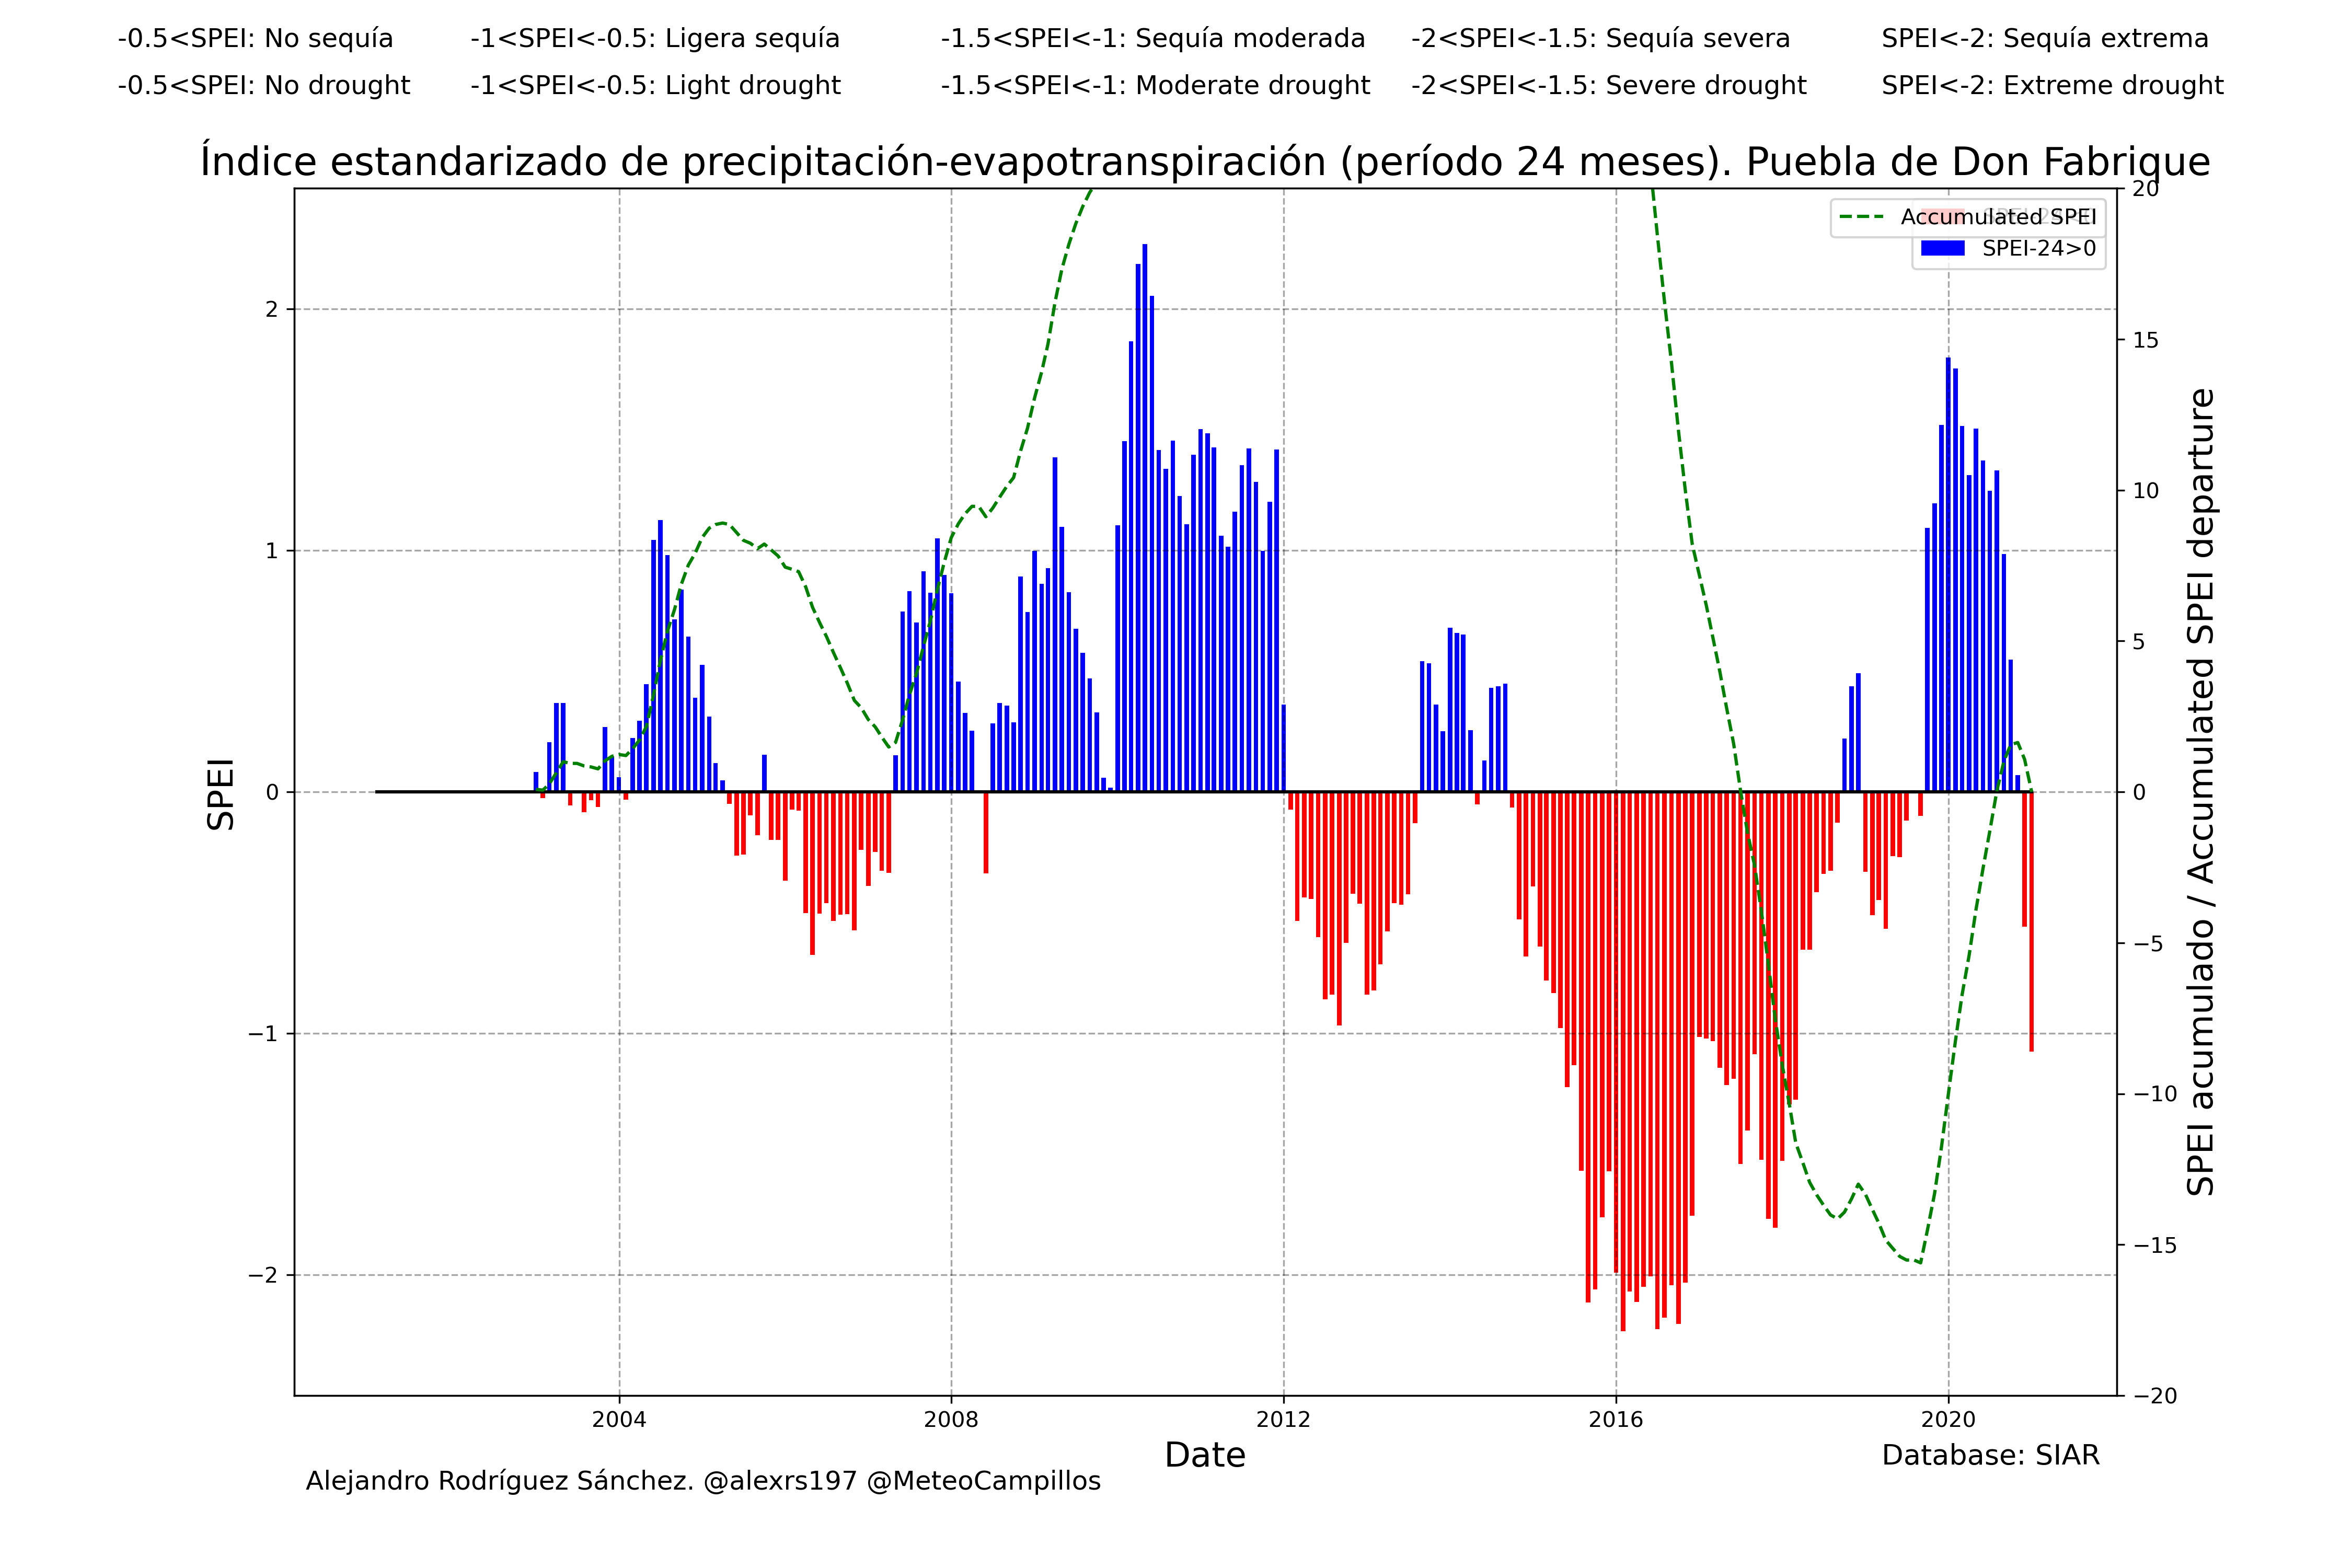 -0.5<SPEI: No sequía -1<SPEI<-0.5: Ligera sequía -1.5<SPEI<-1: Sequía moderada -2<SPEI<-1.5: Sequía severa SPEI<-2: Sequía extrema
-0.5<SPEI: No drought -1<SPEI<-0.5: Light drought -1.5<SPEI<-1: Moderate drought -2<SPEI<-1.5: Severe drought SPEI<-2: Extreme drought
Índice estandarizado de precipitación-evapotranspiración (período 24 meses). Puebla de Don Fabrique
Accumulated SPEI
SPEI-24>0
SPEI
2
1
0
−1
−2
20
15
10
5
0
−5
−10
−15
−20
SPEI acumulado / Accumulated SPEI departure
2004 2008 2012 2016 2020
Date
Database: SIAR
Alejandro Rodríguez Sánchez. @alexrs197 @MeteoCampillos